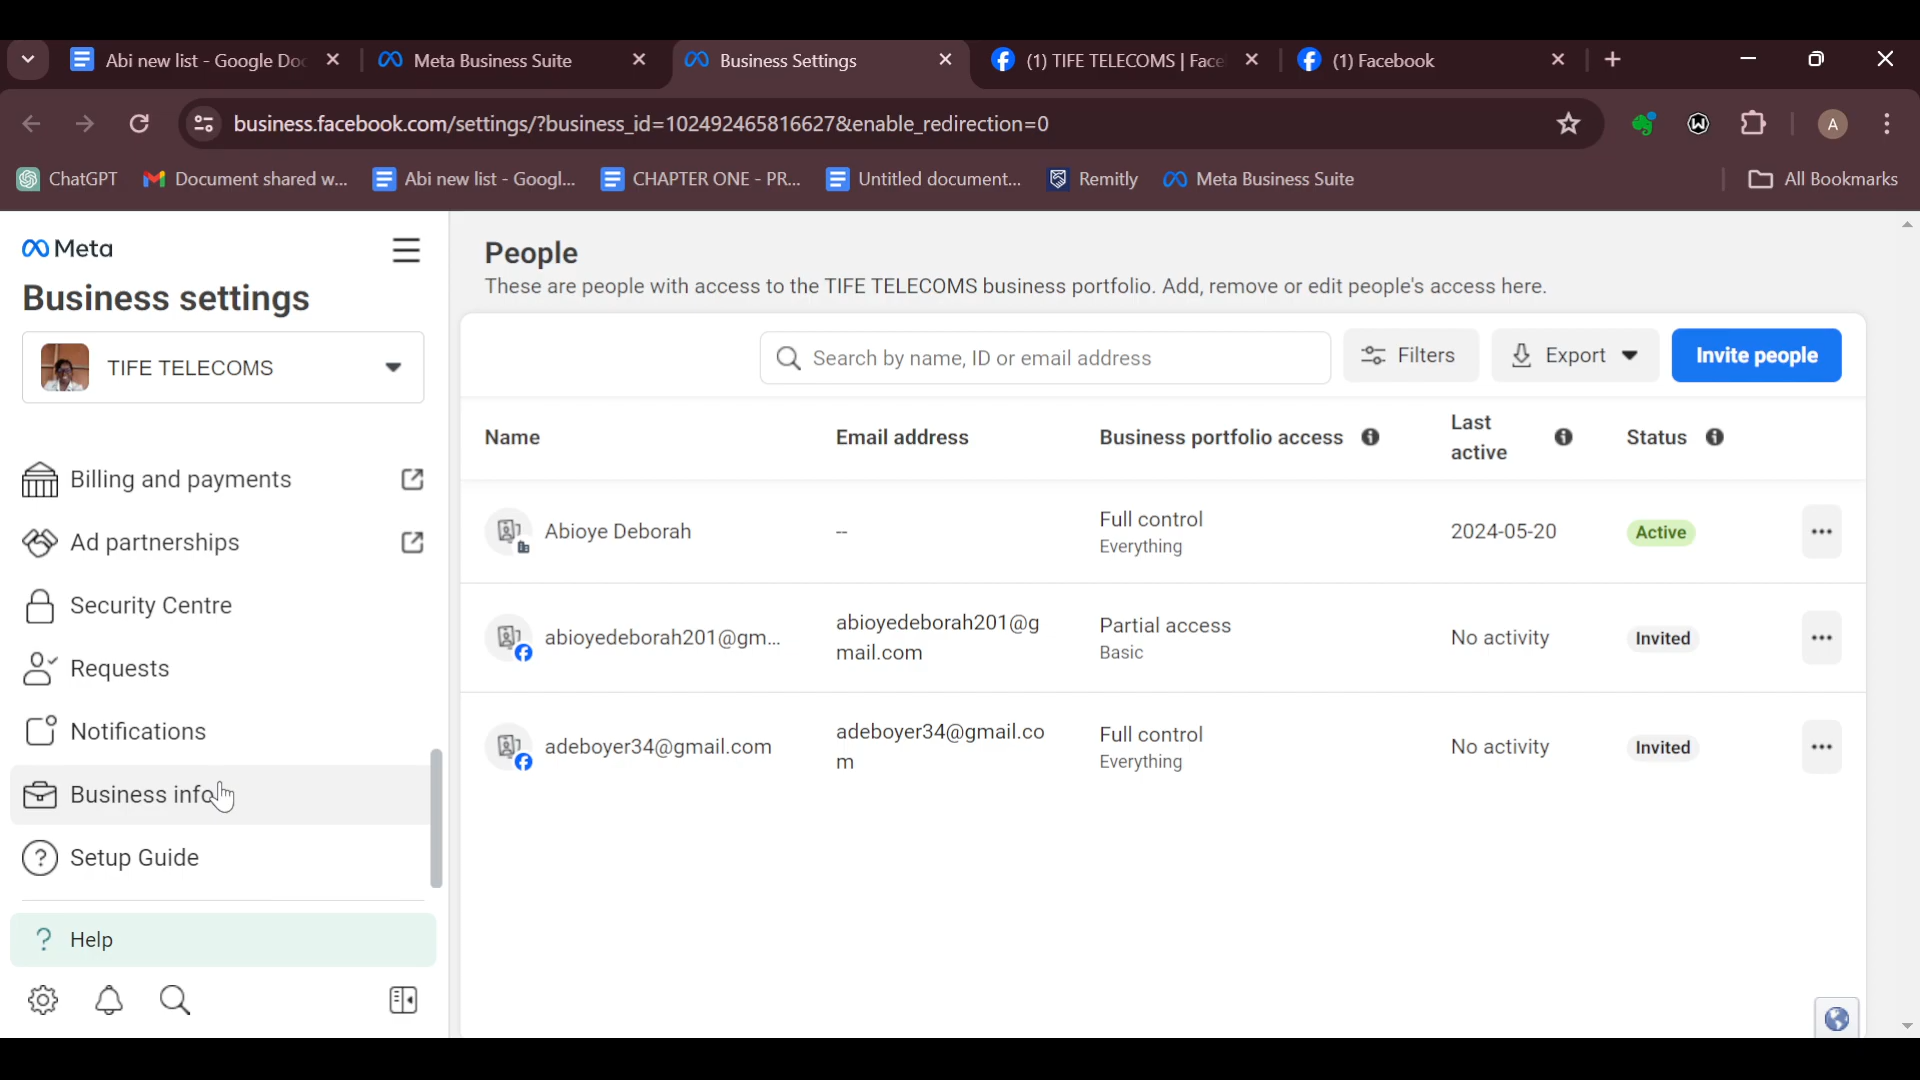 Abi new list - Google Doc
Meta Business Suite
Business Settings
(1) TIFE TELECOMS | Face
(1) Facebook
business.facebook.com/settings/?business_id=102492465816627&enable_redirection=0
A
ChatGPT
Document shared w...
Abi new list - Googl...
CHAPTER ONE - PR...
Untitled document...
Remitly
Meta Business Suite
All Bookmarks
Meta
Business settings
TIFE TELECOMS
Billing and payments
Ad partnerships
Security Centre
Requests
Notifications
Business info
Setup Guide
Help
People
These are people with access to the TIFE TELECOMS business portfolio. Add, remove or edit people's access here.
Search by name, ID or email address
Filters
Export
Invite people
Name
Email address
Business portfolio access
Last
active
Status
Abioye Deborah
--
Full control
Everything
2024-05-20
Active
abioyedeborah201@gm...
abioyedeborah201@g
mail.com
Partial access
Basic
No activity
Invited
adeboyer34@gmail.com
adeboyer34@gmail.co
m
Full control
Everything
No activity
Invited